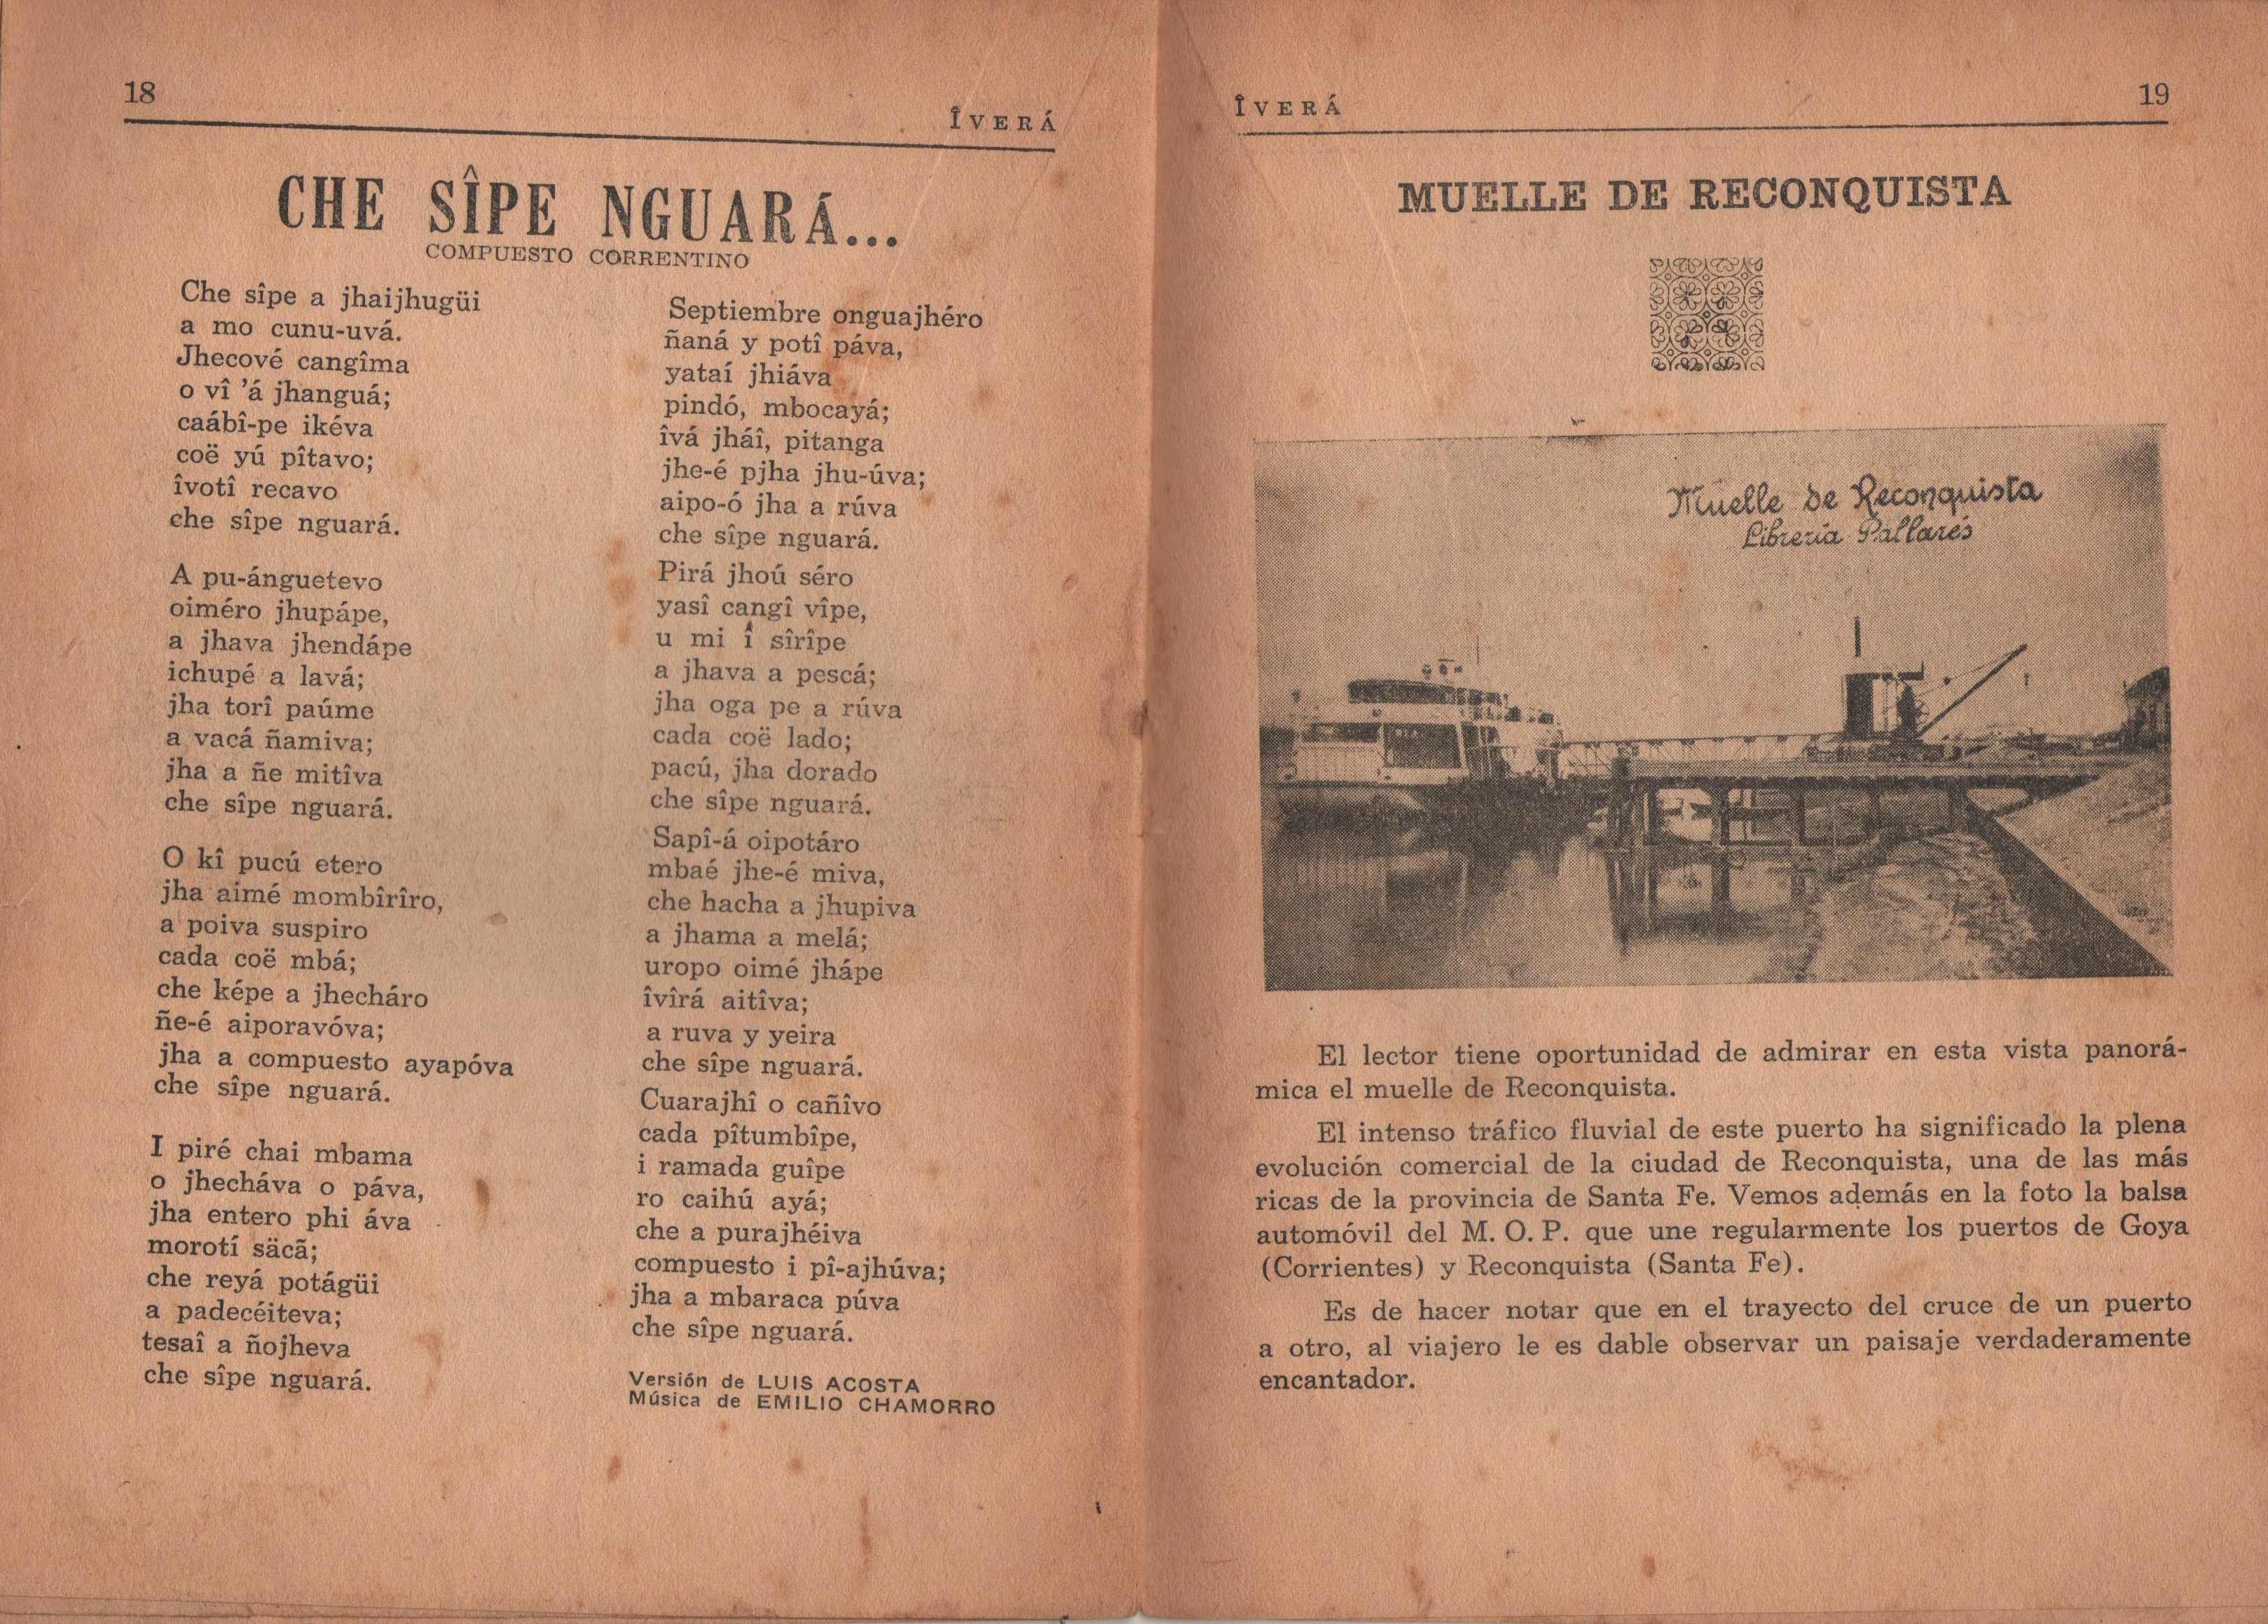 18
ÎVERÁ
CHE SÎPE NGUARÁ...
COMPUESTO CORRENTINO
Che sîpe a jhaijhugüi
a mo cunu-uvá.
Jhecové cangîma
o vî 'á jhanguá;
caábî-pe ikéva
coë yú pîtavo;
îvotî recavo
che sîpe nguará.
A pu-ánguetevo
oiméro jhupápe,
a jhava jhendápe
ichupé a lavá;
jha torî paúme
a vacá ñamiva;
jha a ñe mitîva
che sîpe nguará.
O kî pucú etero
jha aimé mombîrîro,
a poiva suspiro
cada coë mbá;
che képe a jhecháro
ñe-é aiporavóva;
jha a compuesto ayapóva
che sîpe nguará.
I piré chai mbama
o jhecháva o páva,
jha entero phi áva
morotí säcã;
che reyá potágüi
a padecéiteva;
tesaî a ñojheva
che sîpe nguará.
Septiembre onguajhéro
ñaná y potî páva,
yataí jhiáva
pindó, mbocayá;
îvá jháî, pitanga
jhe-é pjha jhu-úva;
aipo-ó jha a rúva
che sîpe nguará.
Pirá jhoú séro
yasî cangî vîpe,
u mi î sîrîpe
a jhava a pescá;
jha oga pe a rúva
cada coë lado;
pacú, jha dorado
che sîpe nguará.
Sapî-á oipotáro
mbaé jhe-é miva,
che hacha a jhupiva
a jhama a melá;
uropo oimé jhápe
îvîrá aitîva;
a ruva y yeira
che sîpe nguará.
Cuarajhî o cañîvo
cada pîtumbîpe,
i ramada guîpe
ro caihú ayá;
che a purajhéiva
compuesto i pî-ajhúva;
jha a mbaraca púva
che sîpe nguará.
Versión de LUIS ACOSTA
Música de EMILIO CHAMORRO
ÎVERÁ
19
MUELLE DE RECONQUISTA
Muelle de Reconquista
Librería Pallarés
El lector tiene oportunidad de admirar en esta vista panorá-
mica el muelle de Reconquista.
El intenso tráfico fluvial de este puerto ha significado la plena
evolución comercial de la ciudad de Reconquista, una de las más
ricas de la provincia de Santa Fe. Vemos además en la foto la balsa
automóvil del M. O. P. que une regularmente los puertos de Goya
(Corrientes) y Reconquista (Santa Fe).
Es de hacer notar que en el trayecto del cruce de un puerto
a otro, al viajero le es dable observar un paisaje verdaderamente
encantador.